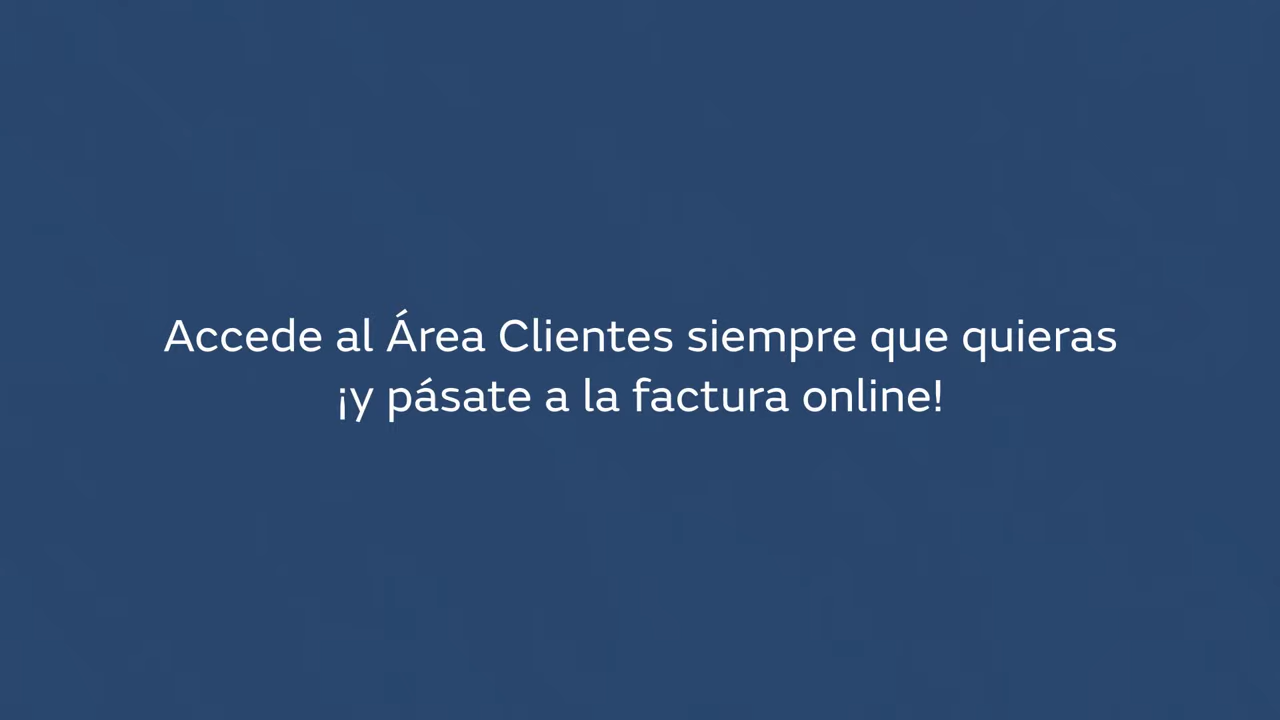 Accede al Área Clientes siempre que quieras
¡y pásate a la factura online!